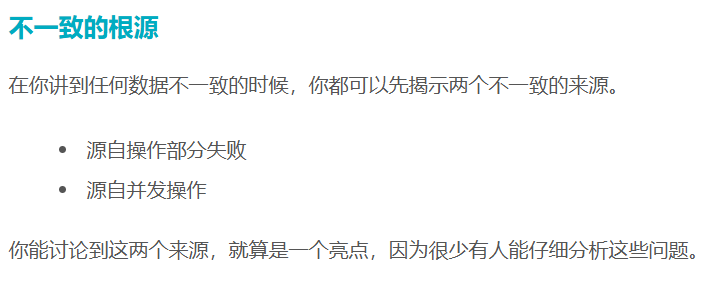 不一致的根源
在你讲到任何数据不一致的时候，你都可以先揭示两个不一致的来源。
• 源自操作部分失败
• 源自并发操作
你能讨论到这两个来源，就算是一个亮点，因为很少有人能仔细分析这些问题。